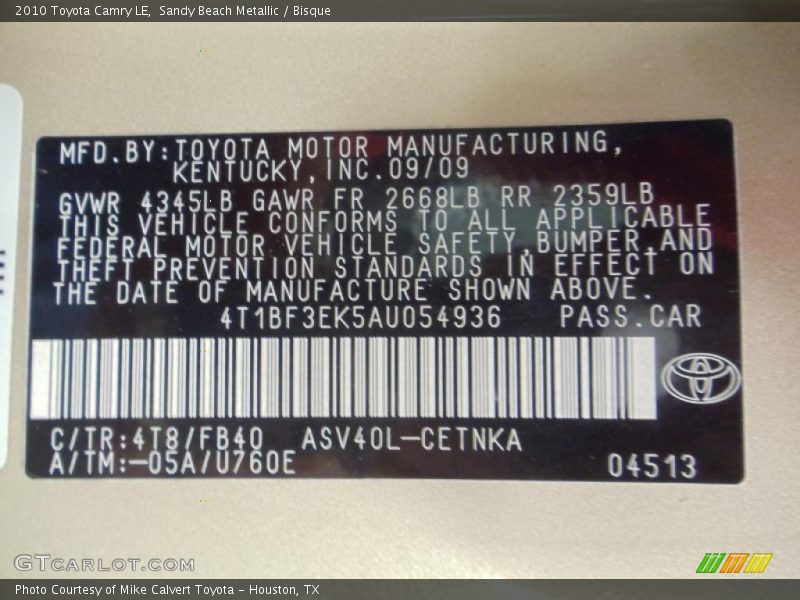 2010 Toyota Camry LE,  Sandy Beach Metallic / Bisque
MFD.BY:TOYOTA MOTOR MANUFACTURING,
KENTUCKY,INC.09/09
GVWR 4345LB GAWR FR 2668LB RR 2359LB
THIS VEHICLE CONFORMS TO ALL APPLICABLE
FEDERAL MOTOR VEHICLE SAFETY,BUMPER,AND
THEFT PREVENTION STANDARDS IN EFFECT ON
THE DATE OF MANUFACTURE SHOWN ABOVE.
4T1BF3EK5AU054936 PASS.CAR
C/TR:4T8/FB40 ASV40L-CETNKA
A/TM:-05A/U760E 04513
GTCARLOT.COM
Photo Courtesy of Mike Calvert Toyota - Houston, TX